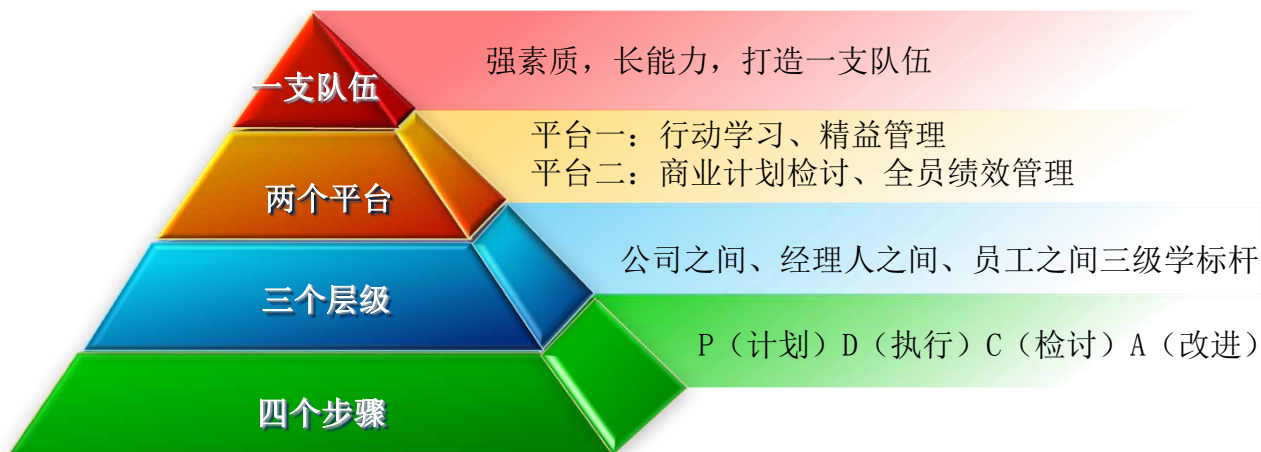 一支队伍
强素质，长能力，打造一支队伍
两个平台
平台一：行动学习、精益管理
平台二：商业计划检讨、全员绩效管理
三个层级
公司之间、经理人之间、员工之间三级学标杆
四个步骤
P（计划）D（执行）C（检讨）A（改进）